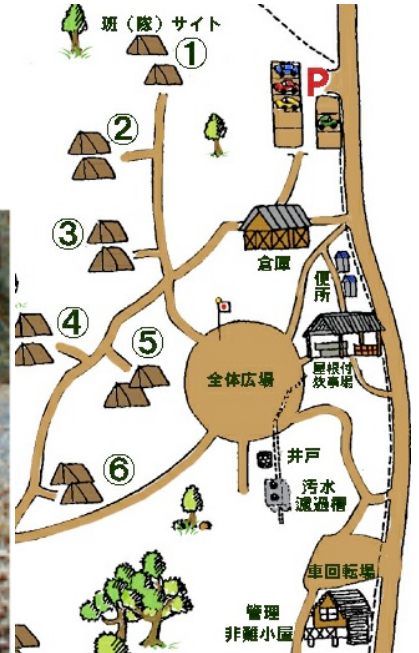 班（隊）サイト
①
P
②
③
倉庫
便所
④
⑤
全体広場
屋根付
炊事場
⑥
井戸
汚水
濾過槽
車回転場
管理
非難小屋